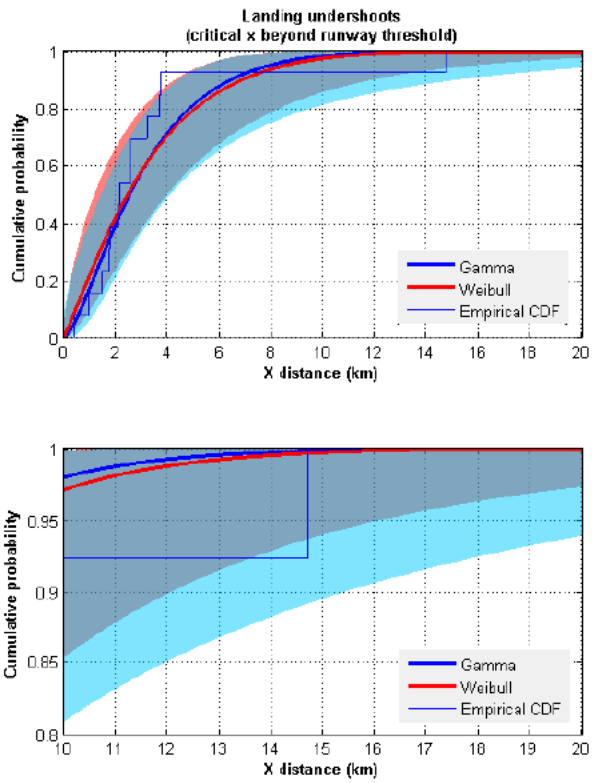 Landing undershoots
(critical x beyond runway threshold)
1
0.8
0.6
0.4
0.2
0
Cumulative probability
Gamma
Weibull
Empirical CDF
0 2 4 6 8 10 12 14 16 18 20
X distance (km)
1
0.95
0.9
0.85
0.8
Cumulative probability
Gamma
Weibull
Empirical CDF
10 11 12 13 14 15 16 17 18 19 20
X distance (km)